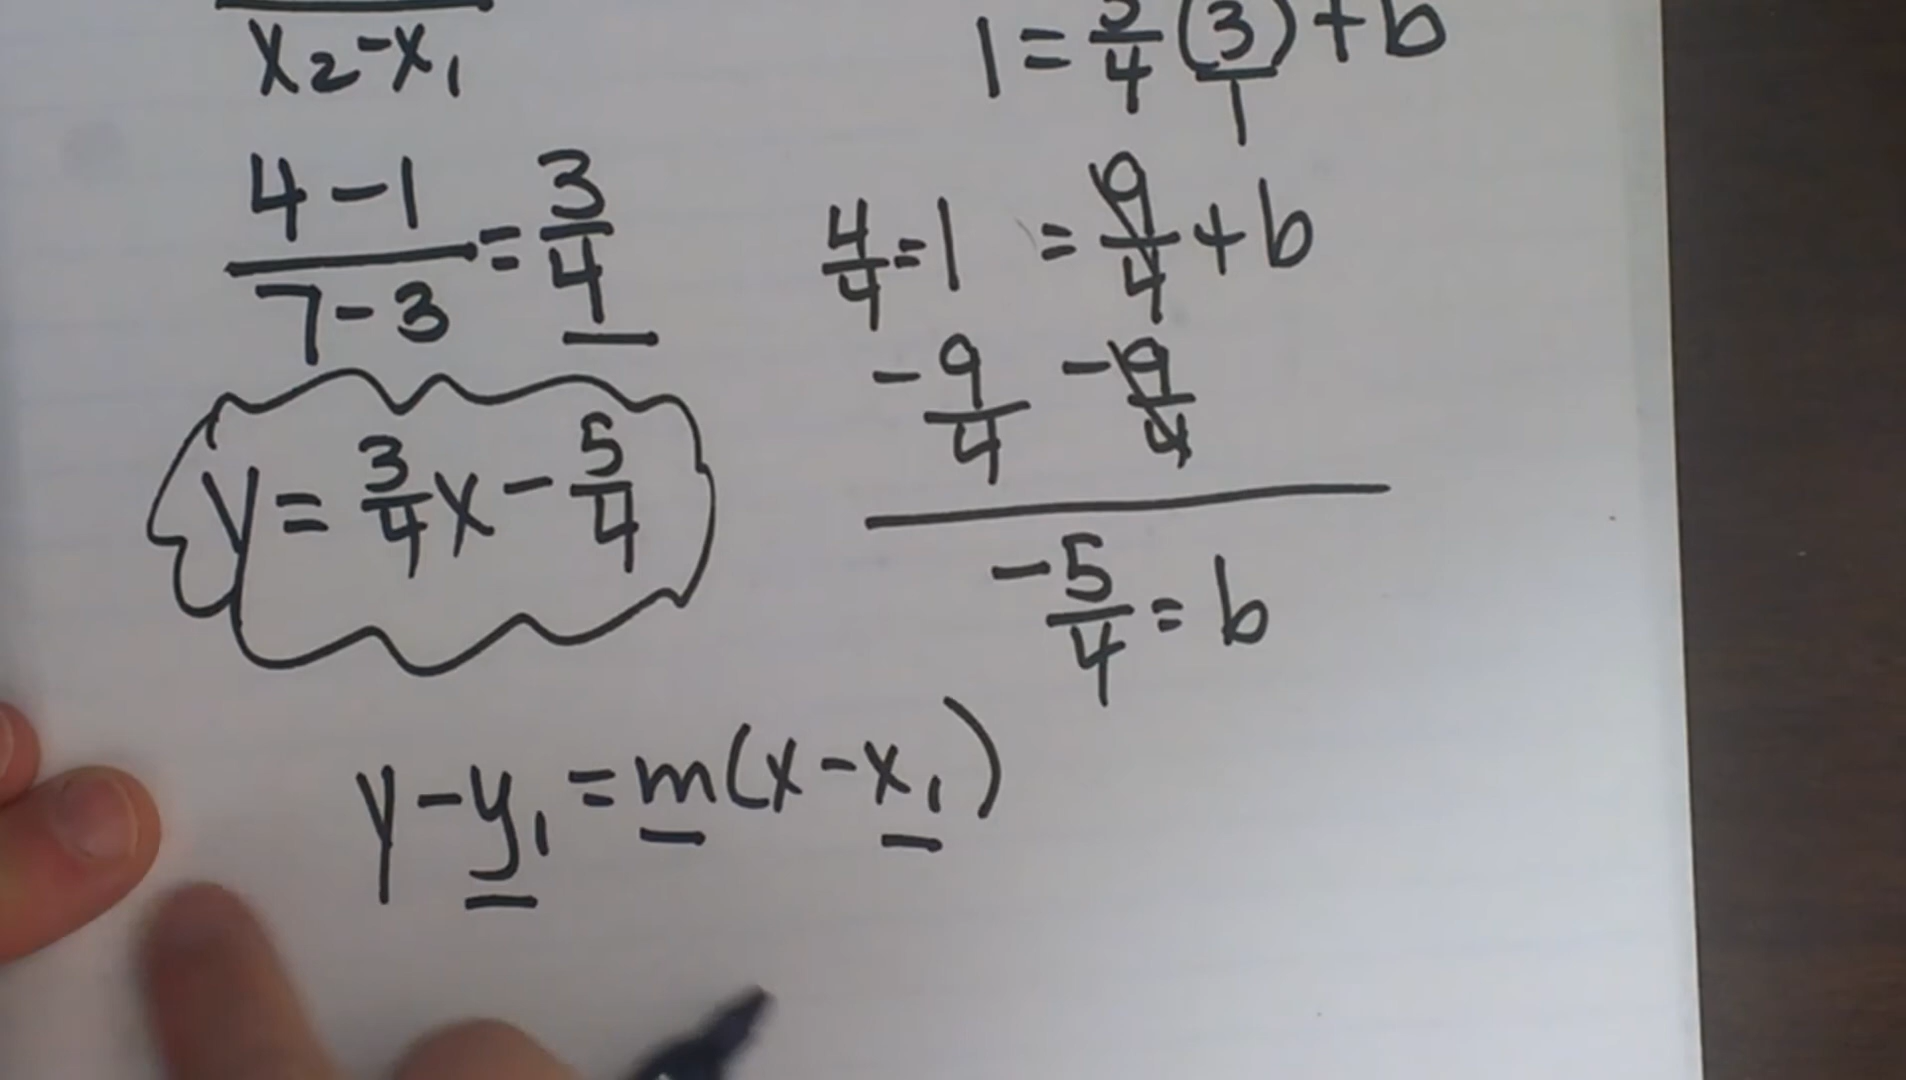 x₂-x₁
4-1/7-3 = 3/4
y = 3/4 x - 5/4
1 = 3/4 (3)/1 + b
4/4 = 1 = 9/4 + b
- 9/4 - 9/4
- 5/4 = b
y - y₁ = m(x - x₁)